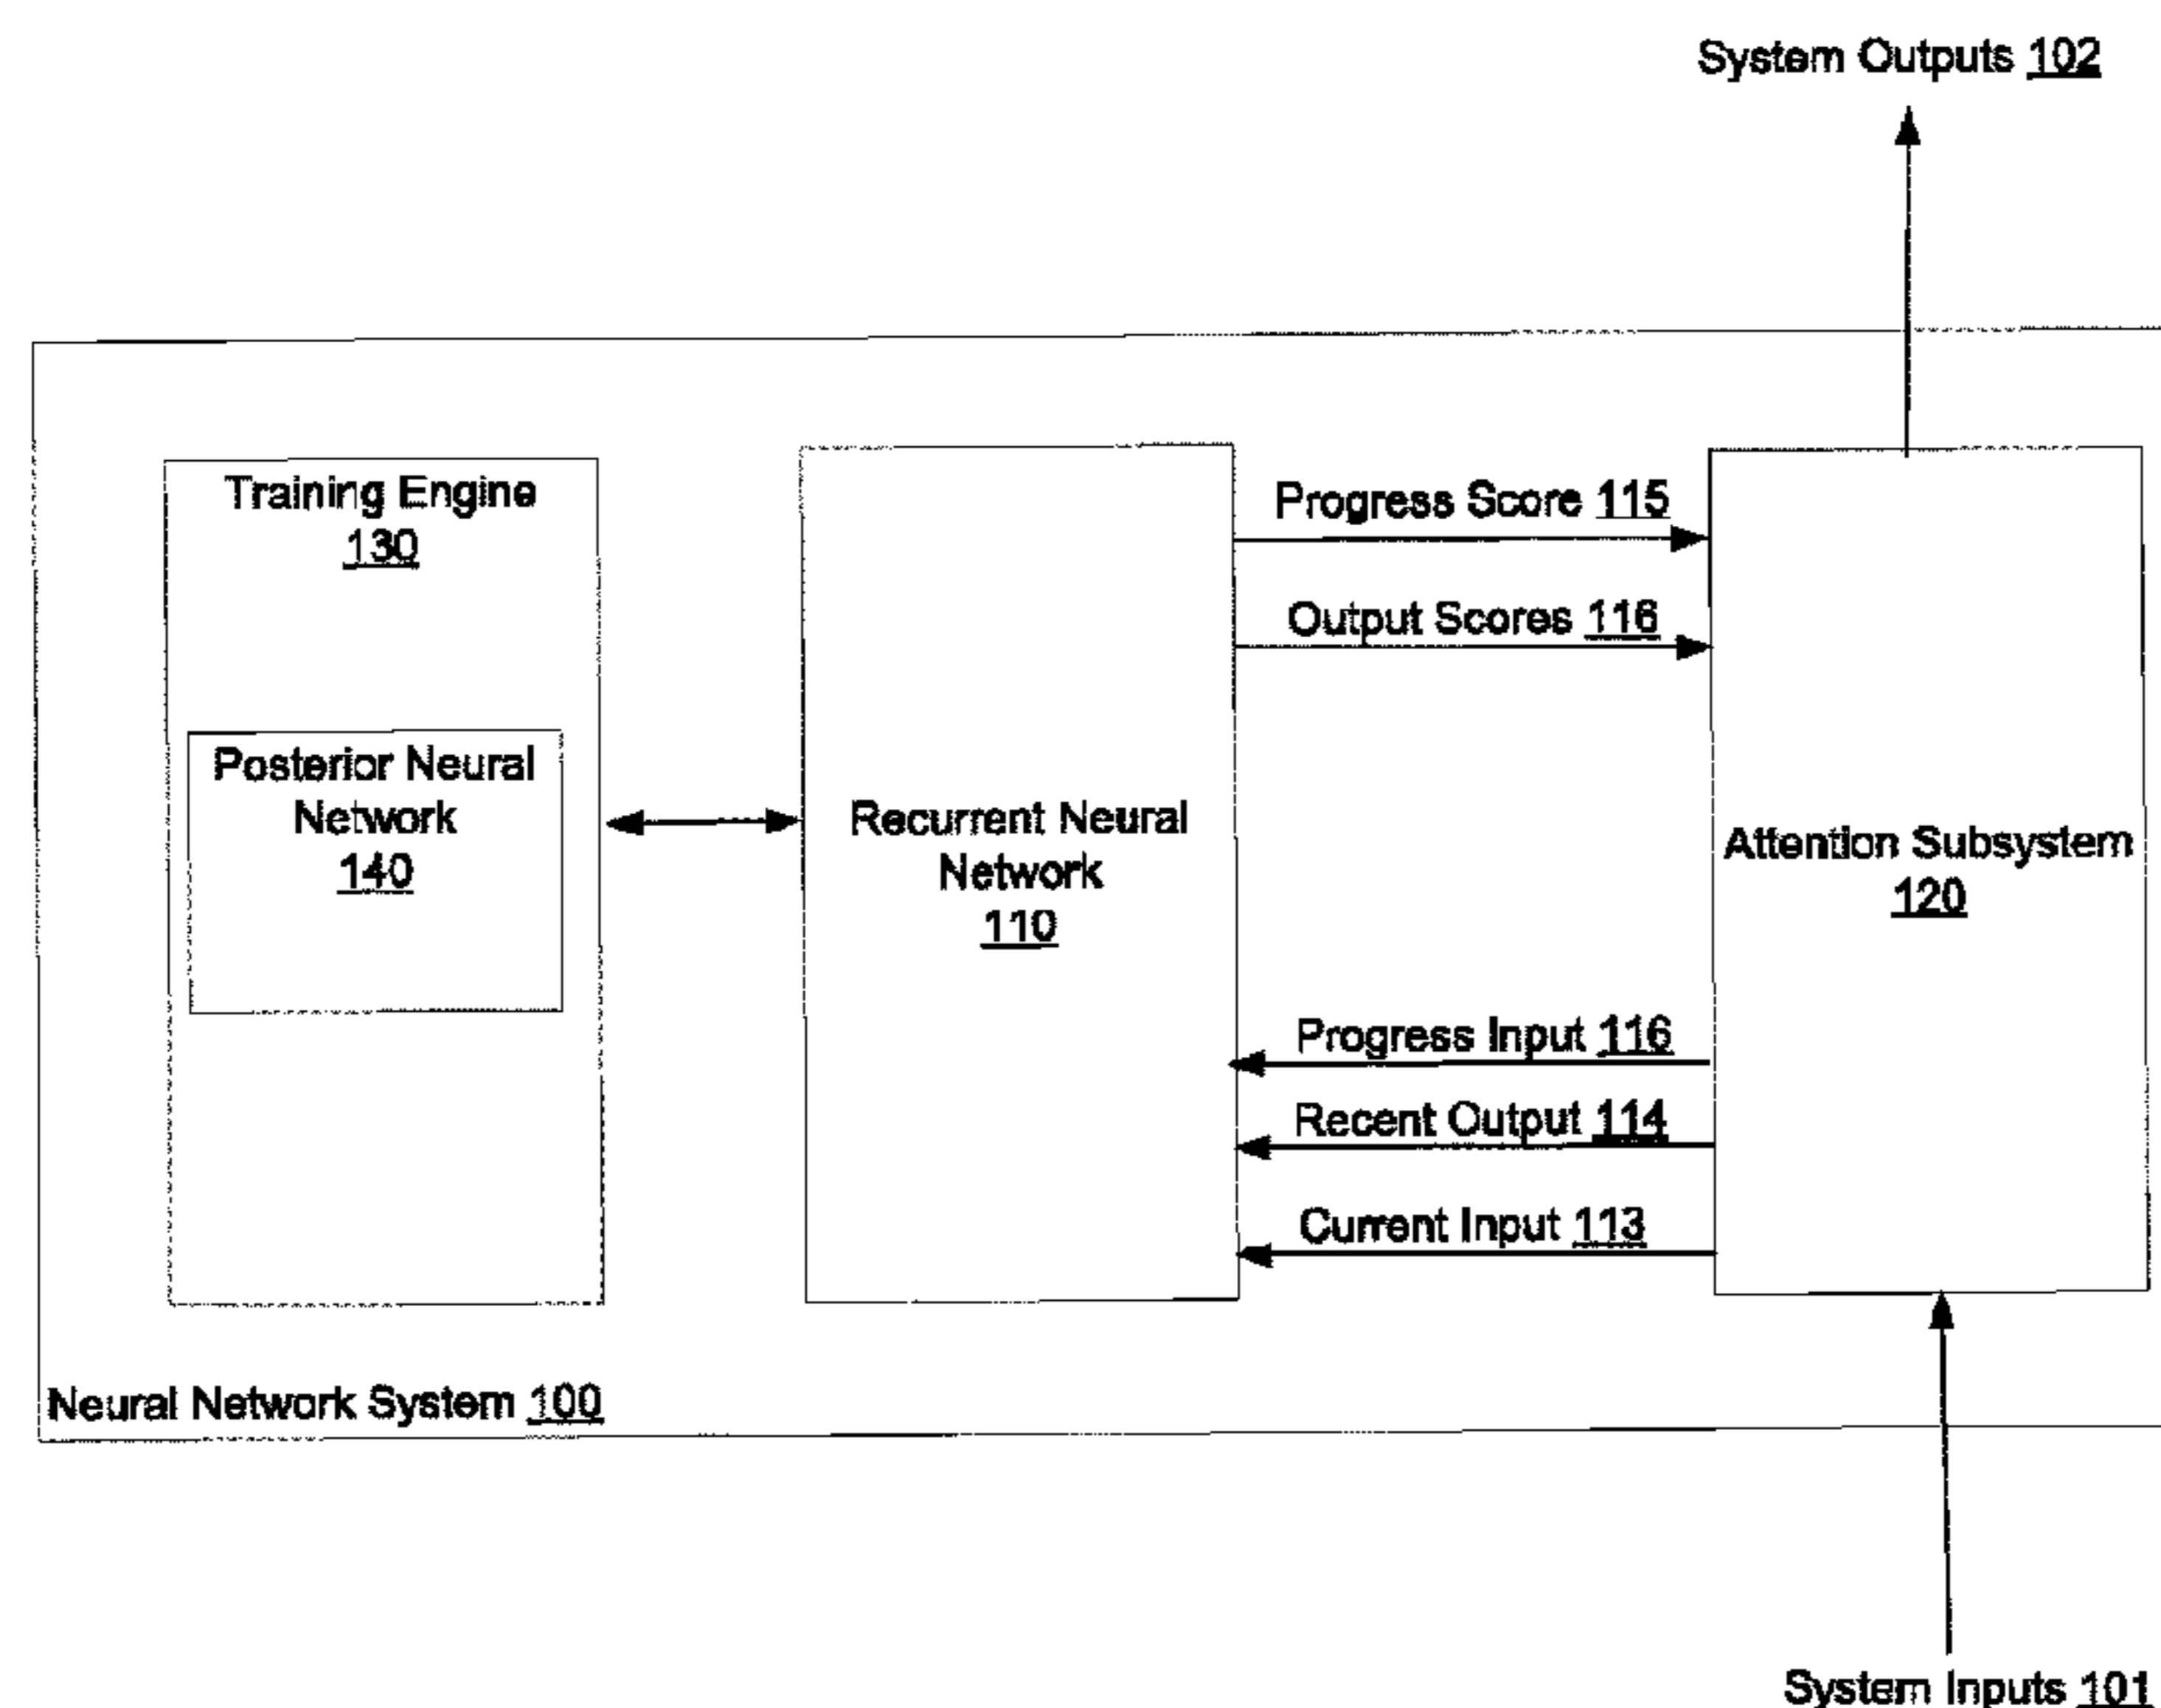 System Outputs 102
Training Engine
130
Progress Score 115
Output Scores 116
Posterior Neural
Network
140
Recurrent Neural
Network
110
Attention Subsystem
120
Progress Input 116
Recent Output 114
Current Input 113
Neural Network System 100
System Inputs 101